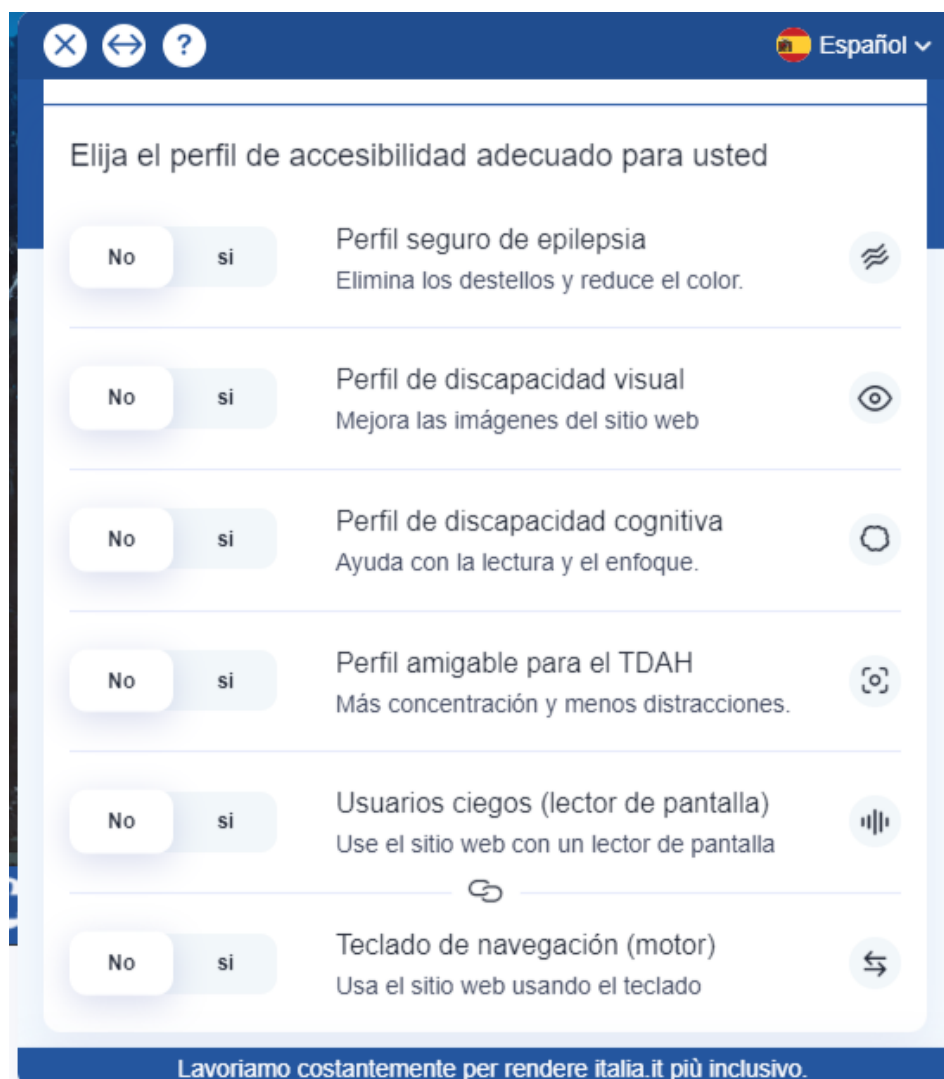 Español
Elija el perfil de accesibilidad adecuado para usted
No si
Perfil seguro de epilepsia
Elimina los destellos y reduce el color.
No si
Perfil de discapacidad visual
Mejora las imágenes del sitio web
No si
Perfil de discapacidad cognitiva
Ayuda con la lectura y el enfoque.
No si
Perfil amigable para el TDAH
Más concentración y menos distracciones.
No si
Usuarios ciegos (lector de pantalla)
Use el sitio web con un lector de pantalla
No si
Teclado de navegación (motor)
Usa el sitio web usando el teclado
Lavoriamo costantemente per rendere italia.it più inclusivo.